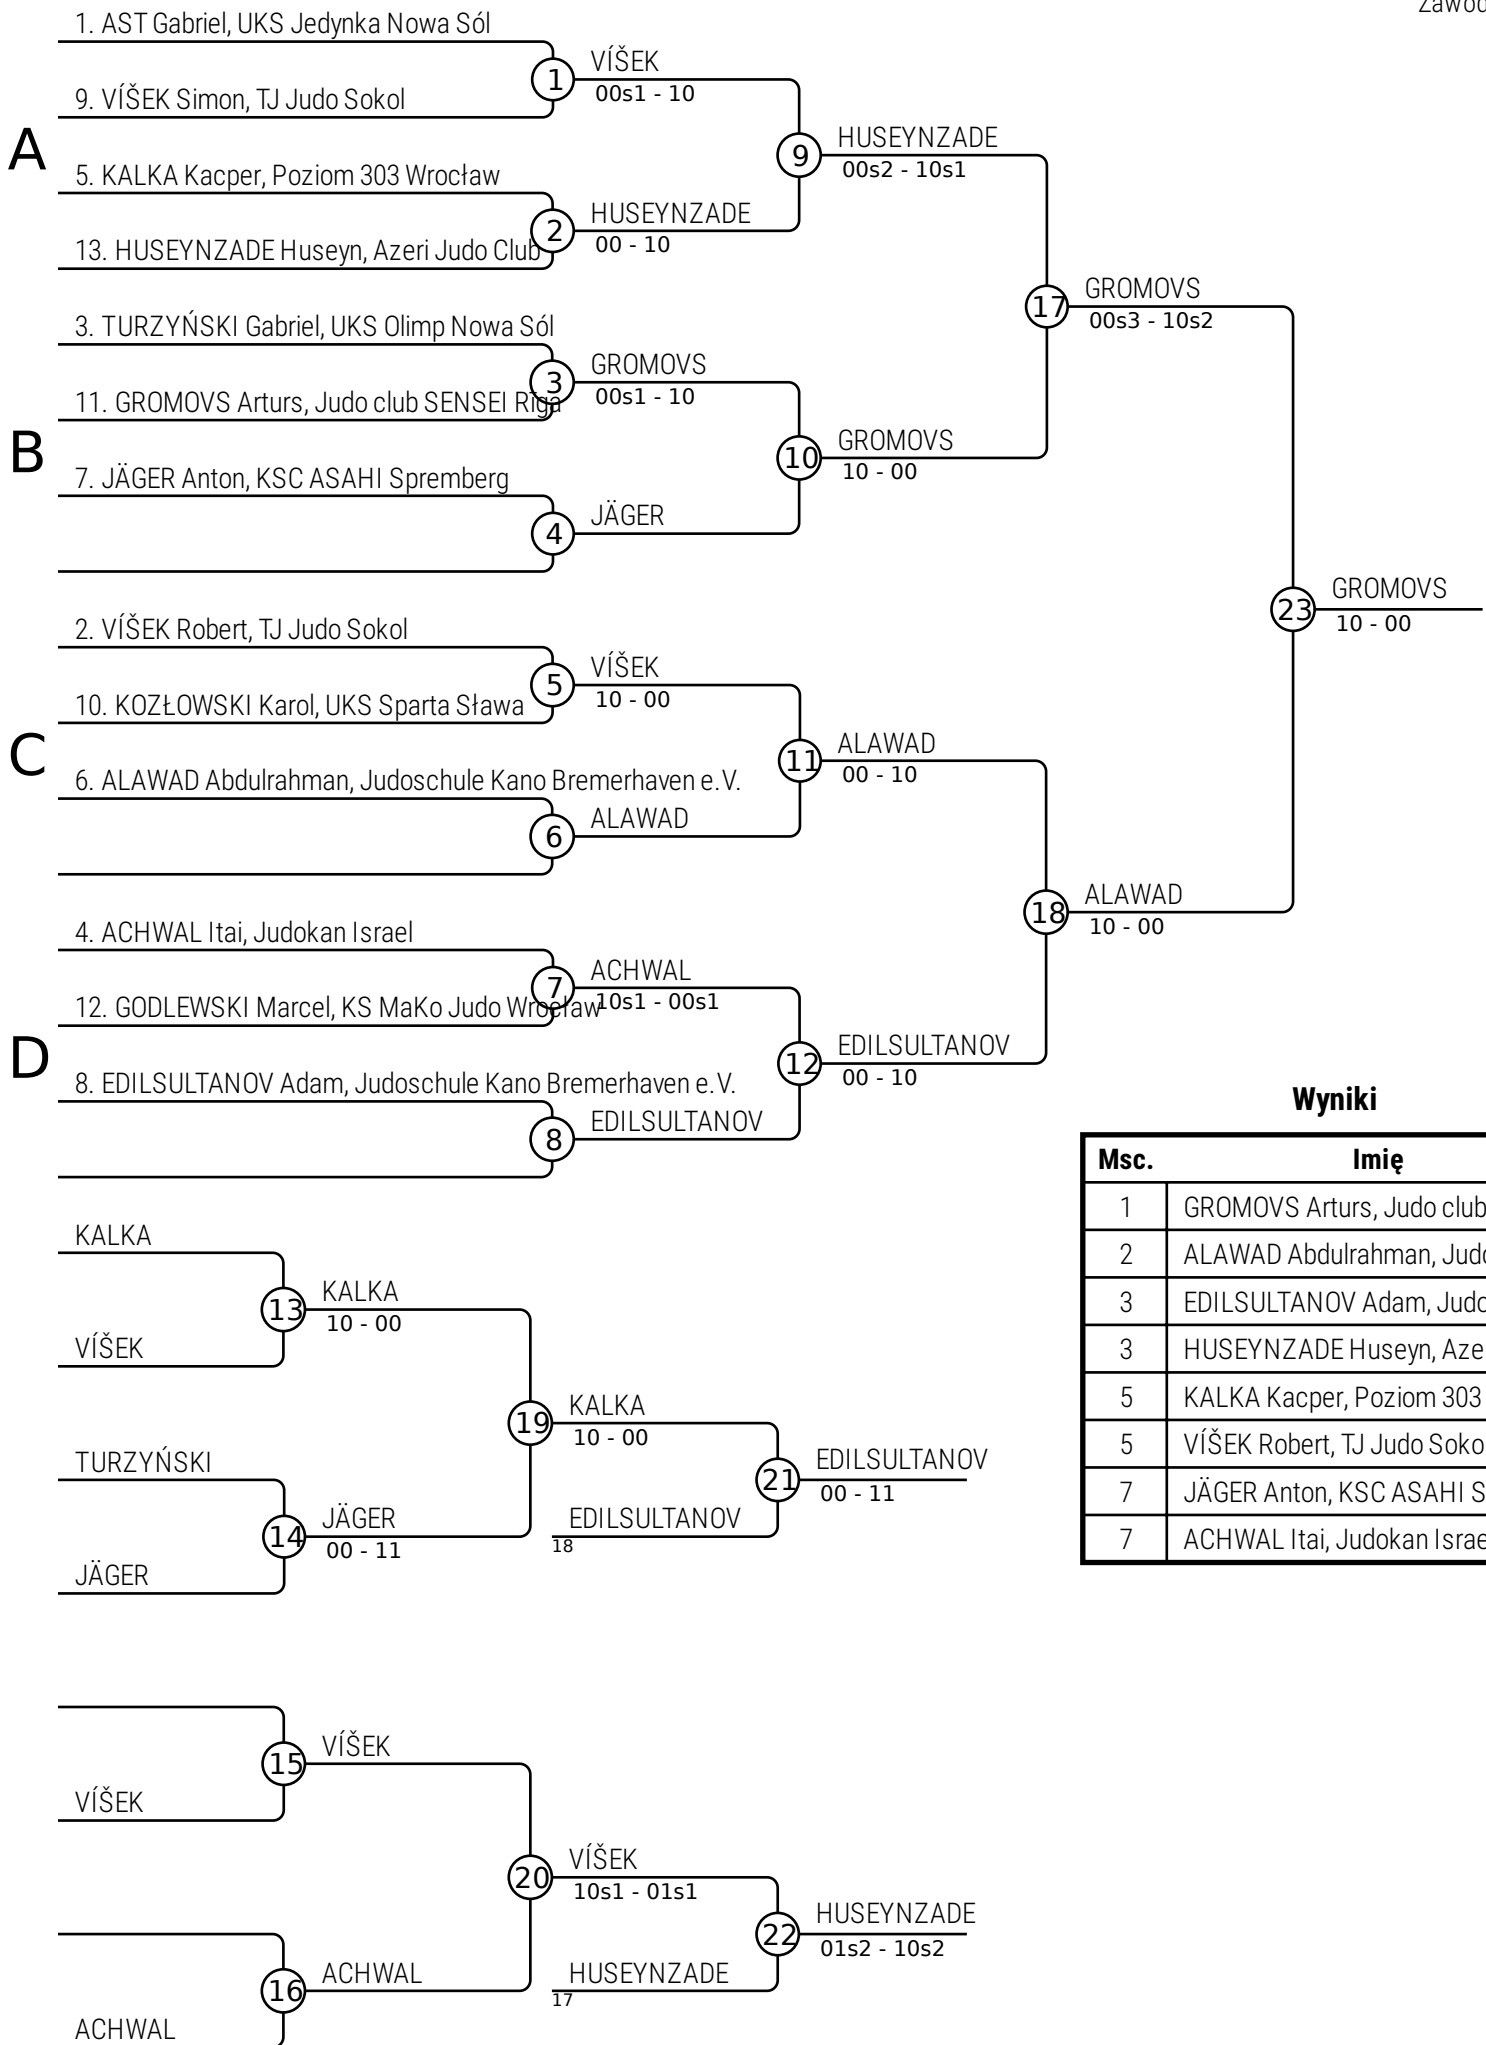 Zawod
1. AST Gabriel, UKS Jedynka Nowa Sól
1
VÍŠEK
00s1 - 10
9. VÍŠEK Simon, TJ Judo Sokol
A
9
HUSEYNZADE
00s2 - 10s1
5. KALKA Kacper, Poziom 303 Wrocław
2
HUSEYNZADE
00 - 10
13. HUSEYNZADE Huseyn, Azeri Judo Club
17
GROMOVS
00s3 - 10s2
3. TURZYŃSKI Gabriel, UKS Olimp Nowa Sól
3
GROMOVS
00s1 - 10
11. GROMOVS Arturs, Judo club SENSEI Rīga
B
10
GROMOVS
10 - 00
7. JÄGER Anton, KSC ASAHI Spremberg
4
JÄGER
23
GROMOVS
10 - 00
2. VÍŠEK Robert, TJ Judo Sokol
5
VÍŠEK
10 - 00
10. KOZŁOWSKI Karol, UKS Sparta Sława
C
11
ALAWAD
00 - 10
6. ALAWAD Abdulrahman, Judoschule Kano Bremerhaven e.V.
6
ALAWAD
18
ALAWAD
10 - 00
4. ACHWAL Itai, Judokan Israel
7
ACHWAL
10s1 - 00s1
12. GODLEWSKI Marcel, KS MaKo Judo Wrocław
D
12
EDILSULTANOV
00 - 10
8. EDILSULTANOV Adam, Judoschule Kano Bremerhaven e.V.
8
EDILSULTANOV
KALKA
13
KALKA
10 - 00
VÍŠEK
19
KALKA
10 - 00
TURZYŃSKI
14
JÄGER
00 - 11
JÄGER
21
EDILSULTANOV
00 - 11
EDILSULTANOV
18
15
VÍŠEK
VÍŠEK
20
VÍŠEK
10s1 - 01s1
16
ACHWAL
ACHWAL
22
HUSEYNZADE
01s2 - 10s2
HUSEYNZADE
17
Wyniki
Msc. Imię
1 GROMOVS Arturs, Judo club
2 ALAWAD Abdulrahman, Judo
3 EDILSULTANOV Adam, Judo
3 HUSEYNZADE Huseyn, Aze
5 KALKA Kacper, Poziom 303
5 VÍŠEK Robert, TJ Judo Soko
7 JÄGER Anton, KSC ASAHI S
7 ACHWAL Itai, Judokan Israe